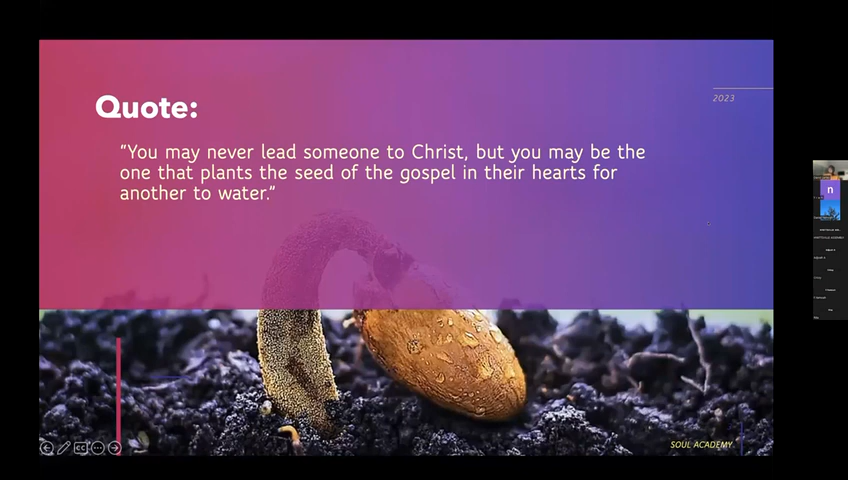 Quote:
2023
"You may never lead someone to Christ, but you may be the
one that plants the seed of the gospel in their hearts for
another to water."
n
SOUL ACADEMY
CC